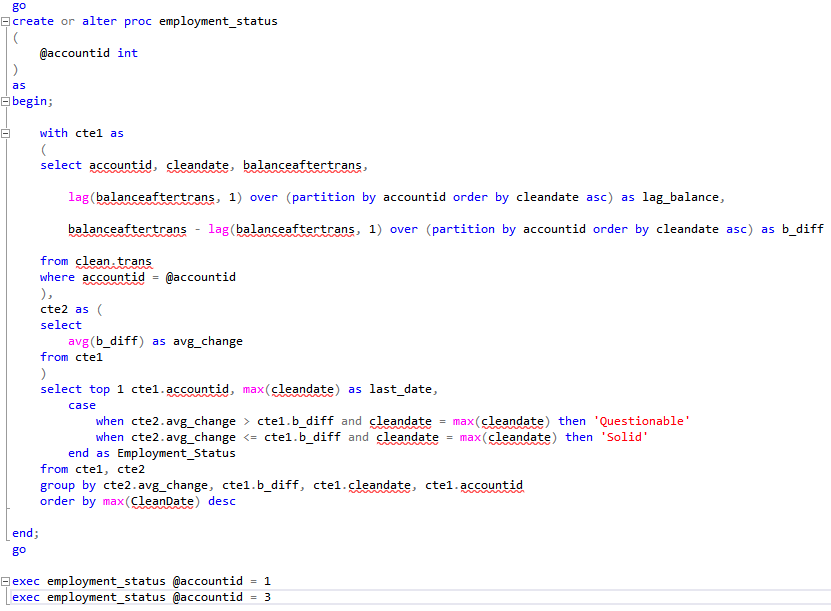 go
create or alter proc employment_status
(
@accountid int
)
as
begin;
with cte1 as
(
select accountid, cleandate, balanceaftertrans,
lag(balanceaftertrans, 1) over (partition by accountid order by cleandate asc) as lag_balance,
balanceaftertrans - lag(balanceaftertrans, 1) over (partition by accountid order by cleandate asc) as b_diff
from clean.trans
where accountid = @accountid
),
cte2 as (
select
avg(b_diff) as avg_change
from cte1
)
select top 1 cte1.accountid, max(cleandate) as last_date,
case
when cte2.avg_change > cte1.b_diff and cleandate = max(cleandate) then 'Questionable'
when cte2.avg_change <= cte1.b_diff and cleandate = max(cleandate) then 'Solid'
end as Employment_Status
from cte1, cte2
group by cte2.avg_change, cte1.b_diff, cte1.cleandate, cte1.accountid
order by max(CleanDate) desc
end;
go
exec employment_status @accountid = 1
exec employment_status @accountid = 3